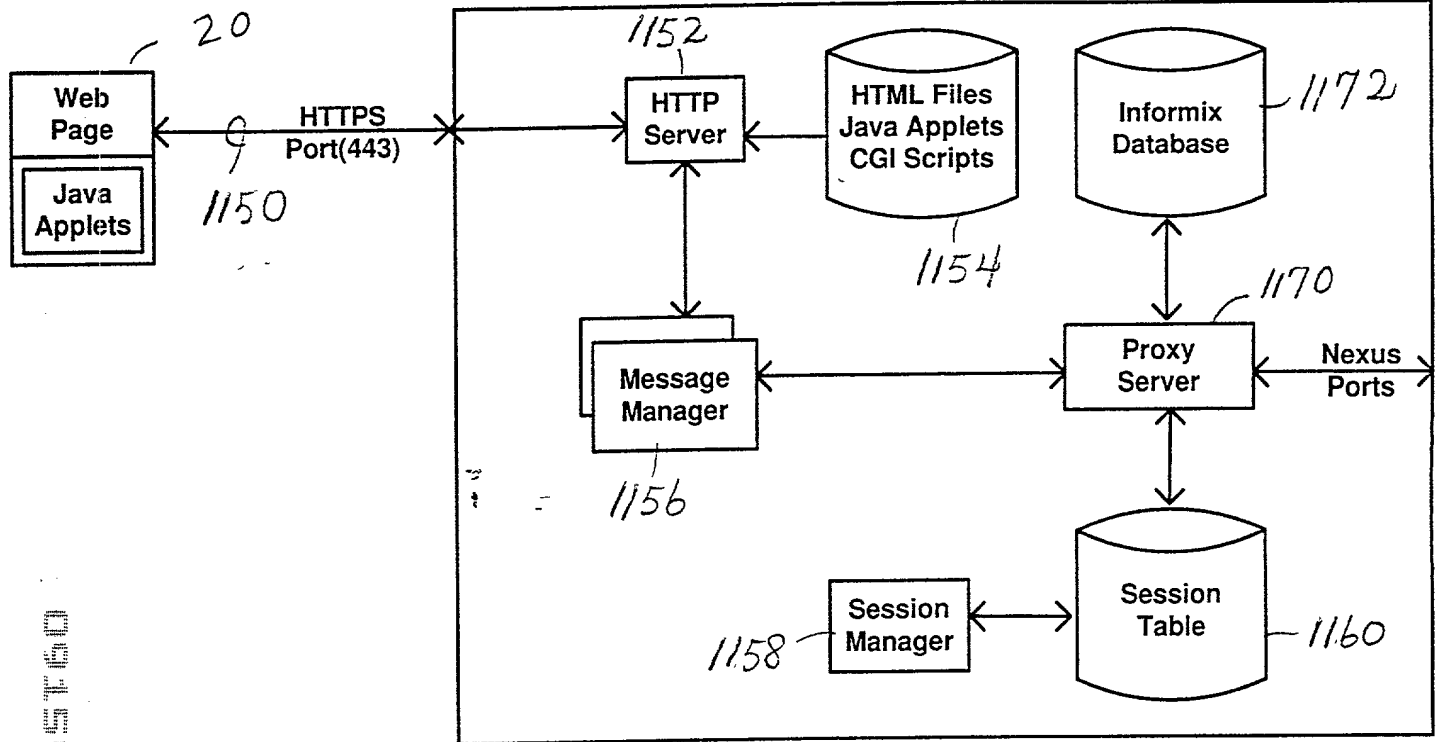 20
Web
Page
Java
Applets
HTTPS
Port(443)
1150
1152
HTTP
Server
HTML Files
Java Applets
CGI Scripts
1154
Informix
Database
1172
1170
Proxy
Server
Nexus
Ports
Message
Manager
1156
Session
Manager
1158
Session
Table
1160